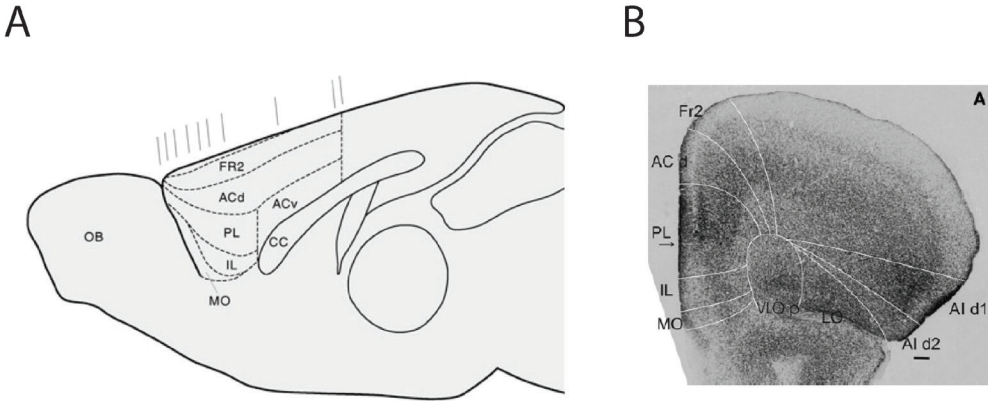 A
B
FR2
ACd
ACv
OB
PL
CC
IL
MO
A
Fr2
AC d
PL
IL
MO
VLO p
LO
AI d1
AI d2